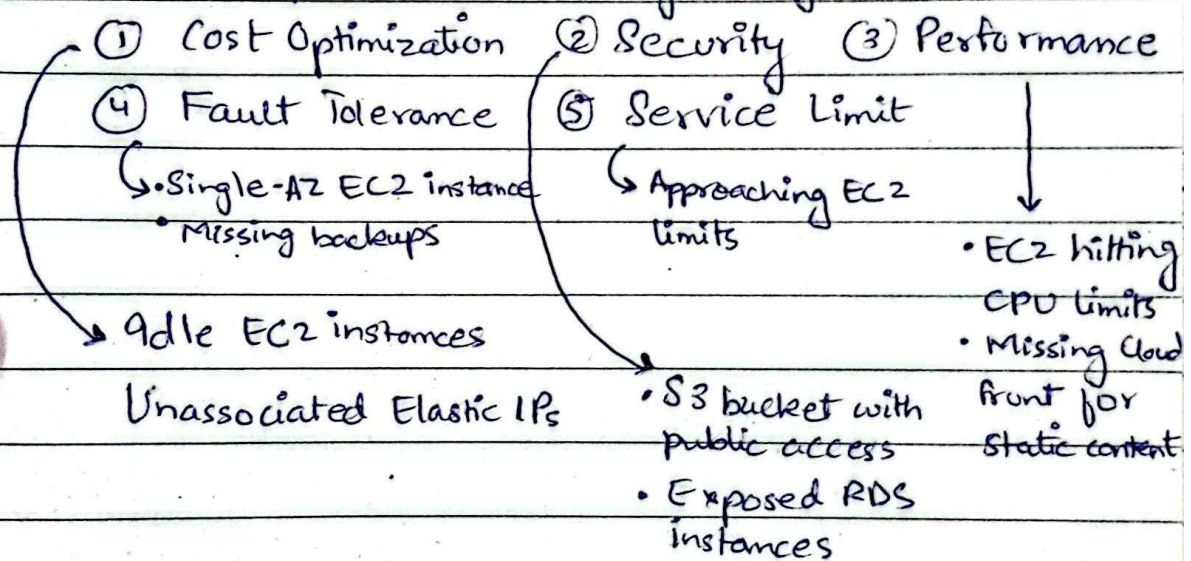 ① Cost Optimization ② Security ③ Performance
④ Fault Tolerance ⑤ Service Limit
• Single-AZ EC2 instance
• Missing backups
Approaching EC2
limits
• EC2 hitting
CPU limits
• Missing Cloud
front for
static content
Idle EC2 instances
Unassociated Elastic IPs
• S3 bucket with
public access
• Exposed RDS
instances